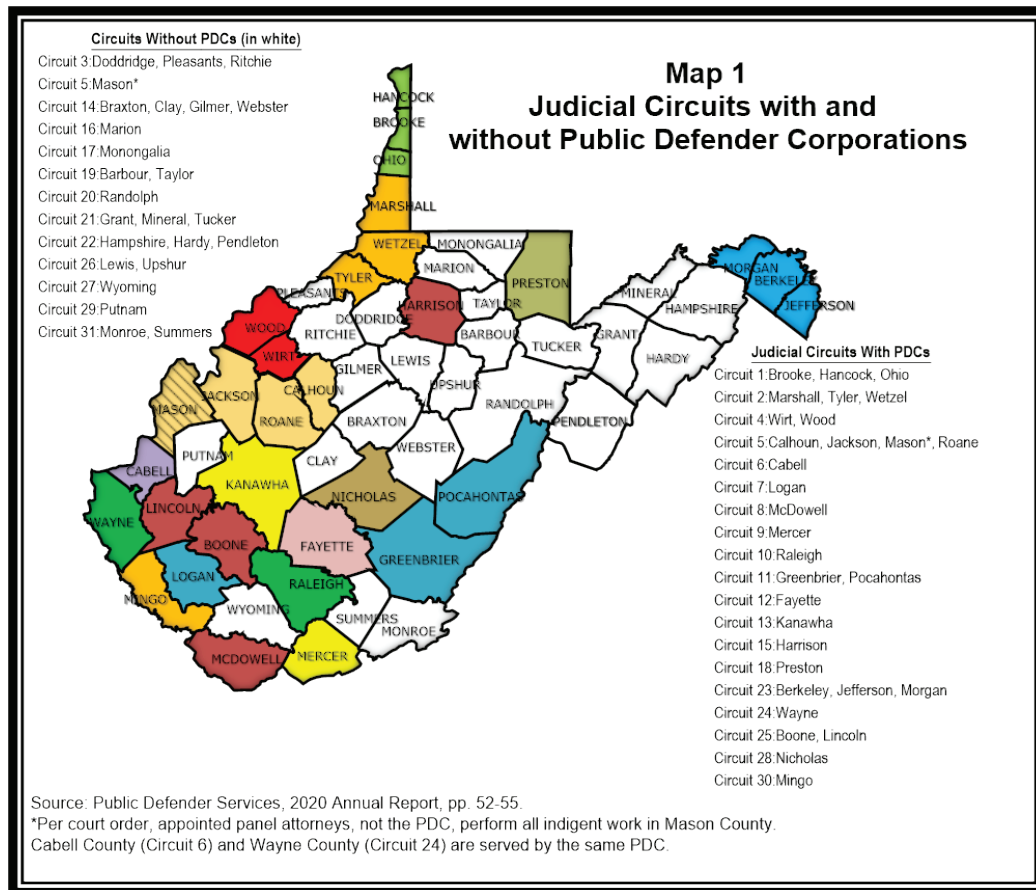 Circuits Without PDCs (in white)
Circuit 3:Doddridge, Pleasants, Ritchie
Circuit 5:Mason*
Circuit 14:Braxton, Clay, Gilmer, Webster
Circuit 16:Marion
Circuit 17:Monongalia
Circuit 19:Barbour, Taylor
Circuit 20:Randolph
Circuit 21:Grant, Mineral, Tucker
Circuit 22:Hampshire, Hardy, Pendleton
Circuit 26:Lewis, Upshur
Circuit 27:Wyoming
Circuit 29:Putnam
Circuit 31:Monroe, Summers
Map 1
Judicial Circuits with and
without Public Defender Corporations
HANCOCK
BROOKE
OHIO
MARSHALL
WETZEL
MONONGALIA
MARION
TYLER
PRESTON
MORGAN
BERKELEY
JEFFERSON
MINERAL
HAMPSHIRE
PLEASANTS
HARRISON
TAYLOR
DODDRIDGE
WOOD
RITCHIE
BARBOUR
GRANT
TUCKER
HARDY
WIRT
LEWIS
GILMER
UPSHUR
CALHOUN
JACKSON
MASON
ROANE
RANDOLPH
BRAXTON
PENDLETON
WEBSTER
PUTNAM
CLAY
CABELL
KANAWHA
NICHOLAS
POCAHONTAS
LINCOLN
WAYNE
BOONE
FAYETTE
GREENBRIER
LOGAN
RALEIGH
MINGO
WYOMING
SUMMERS
MONROE
MCDOWELL
MERCER
Judicial Circuits With PDCs
Circuit 1:Brooke, Hancock, Ohio
Circuit 2:Marshall, Tyler, Wetzel
Circuit 4:Wirt, Wood
Circuit 5:Calhoun, Jackson, Mason*, Roane
Circuit 6:Cabell
Circuit 7:Logan
Circuit 8:McDowell
Circuit 9:Mercer
Circuit 10:Raleigh
Circuit 11:Greenbrier, Pocahontas
Circuit 12:Fayette
Circuit 13:Kanawha
Circuit 15:Harrison
Circuit 18:Preston
Circuit 23:Berkeley, Jefferson, Morgan
Circuit 24:Wayne
Circuit 25:Boone, Lincoln
Circuit 28:Nicholas
Circuit 30:Mingo
Source: Public Defender Services, 2020 Annual Report, pp. 52-55.
*Per court order, appointed panel attorneys, not the PDC, perform all indigent work in Mason County.
Cabell County (Circuit 6) and Wayne County (Circuit 24) are served by the same PDC.